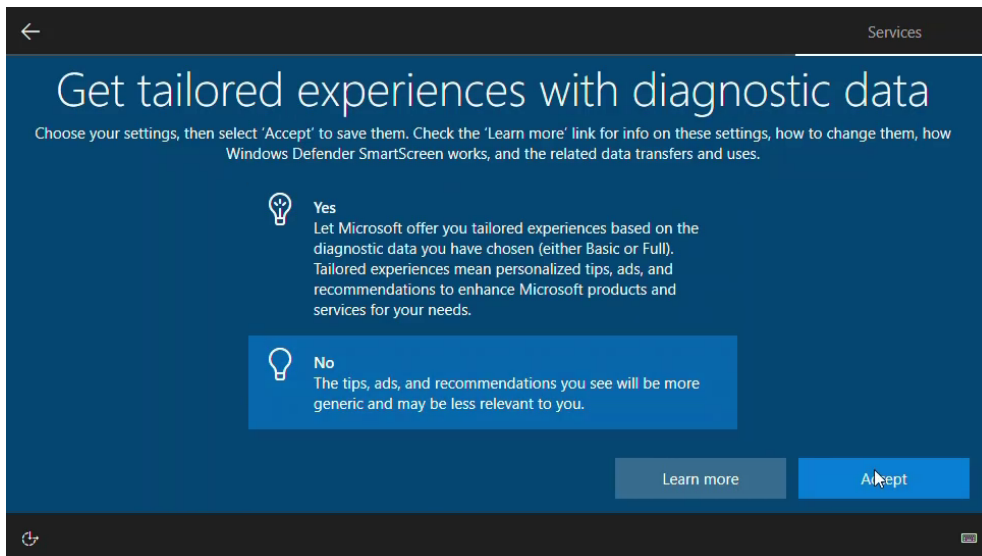 Services
Get tailored experiences with diagnostic data
Choose your settings, then select 'Accept' to save them. Check the 'Learn more' link for info on these settings, how to change them, how
Windows Defender SmartScreen works, and the related data transfers and uses.
Yes
Let Microsoft offer you tailored experiences based on the
diagnostic data you have chosen (either Basic or Full).
Tailored experiences mean personalized tips, ads, and
recommendations to enhance Microsoft products and
services for your needs.
No
The tips, ads, and recommendations you see will be more
generic and may be less relevant to you.
Learn more
Accept